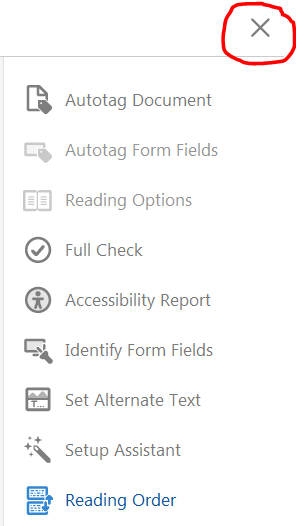 Autotag Document
Autotag Form Fields
Reading Options
Full Check
Accessibility Report
Identify Form Fields
Set Alternate Text
Setup Assistant
Reading Order